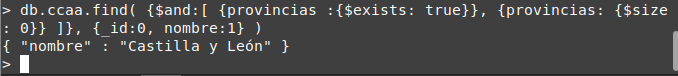 > db.ccaa.find( {$and:[ {provincias :{$exists: true}}, {provincias: {$size
: 0}} ]}, {_id:0, nombre:1} )
{ "nombre" : "Castilla y León" }
>